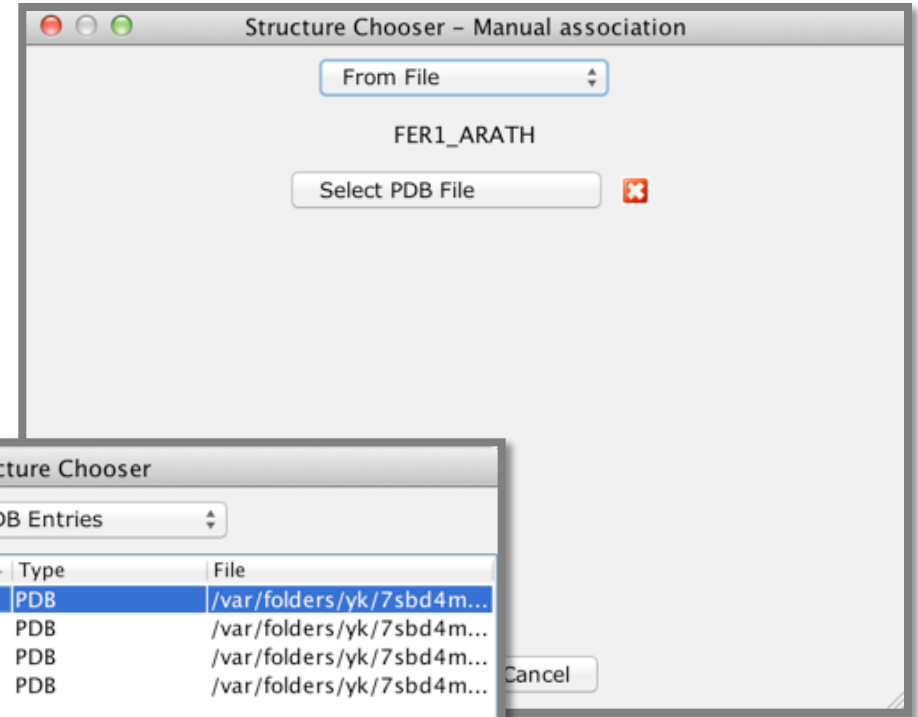 Structure Chooser – Manual association
From File
FER1_ARATH
Select PDB File
Cancel
cture Chooser
DB Entries
Type File
PDB /var/folders/yk/7sbd4m...
PDB /var/folders/yk/7sbd4m...
PDB /var/folders/yk/7sbd4m...
PDB /var/folders/yk/7sbd4m...